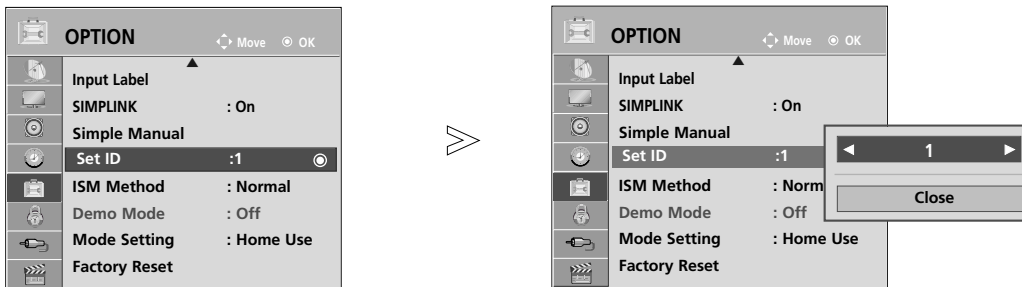 OPTION
Move
OK
Input Label
SIMPLINK : On
Simple Manual
Set ID :1
ISM Method : Normal
Demo Mode : Off
Mode Setting : Home Use
Factory Reset
>
OPTION
Move
OK
Input Label
SIMPLINK : On
Simple Manual
Set ID :1
ISM Method : Norm
Demo Mode : Off
Mode Setting : Home Use
Factory Reset
◄ 1 ►
Close